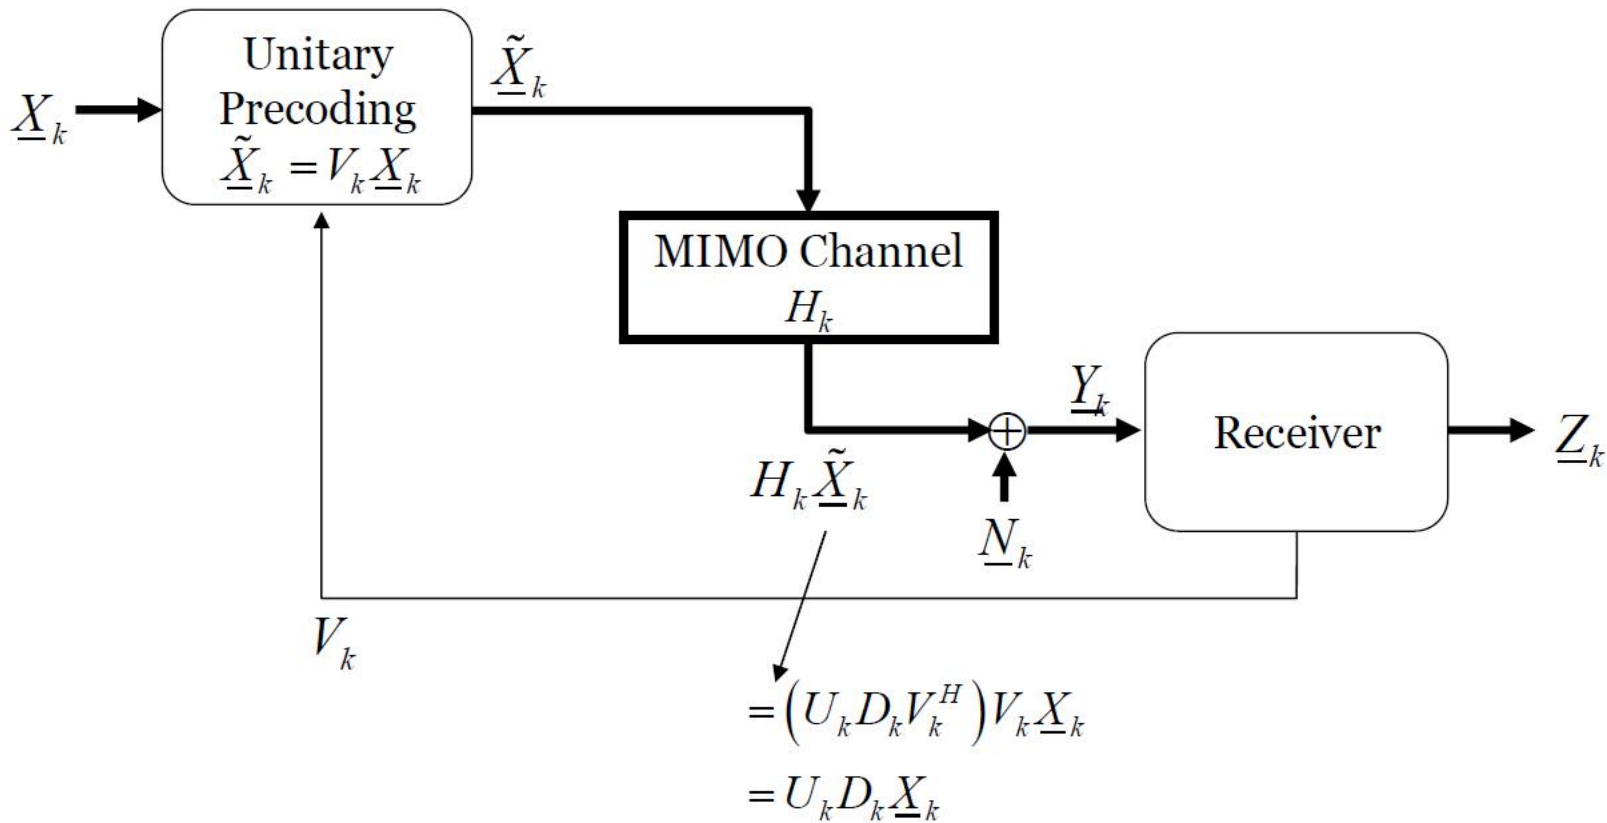 X_k
Unitary
Precoding
X̃_k = V_k X_k
X̃_k
MIMO Channel
H_k
Y_k
Receiver
Z_k
H_k X̃_k
N_k
V_k
= (U_k D_k V_k^H) V_k X_k
= U_k D_k X_k